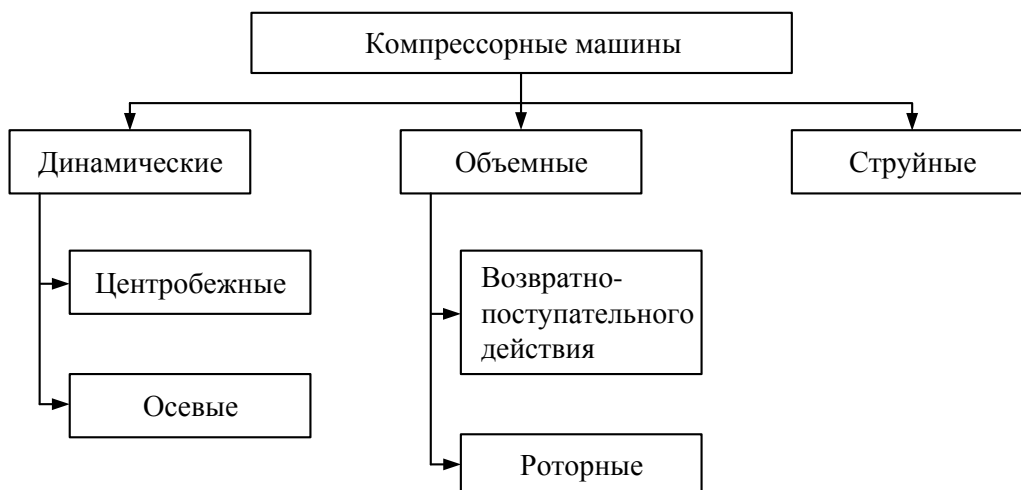 Компрессорные машины
Динамические
Объемные
Струйные
Центробежные
Осевые
Возвратно-
поступательного
действия
Роторные